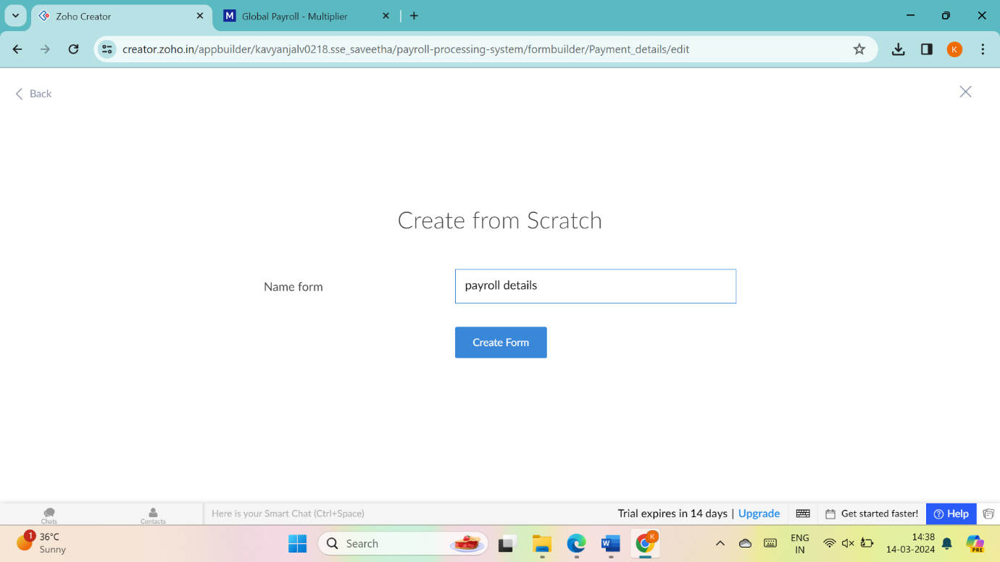 Zoho Creator
M Global Payroll - Multiplier
creator.zoho.in/appbuilder/kavyanjalv0218.sse_saveetha/payroll-processing-system/formbuilder/Payment_details/edit
K
Back
Create from Scratch
Name form
payroll details
Create Form
Chats
Contacts
Here is your Smart Chat (Ctrl+Space)
Trial expires in 14 days | Upgrade
Get started faster!
Help
1
36°C
Sunny
Search
W
K
ENG
IN
14:38
14-03-2024
PRE